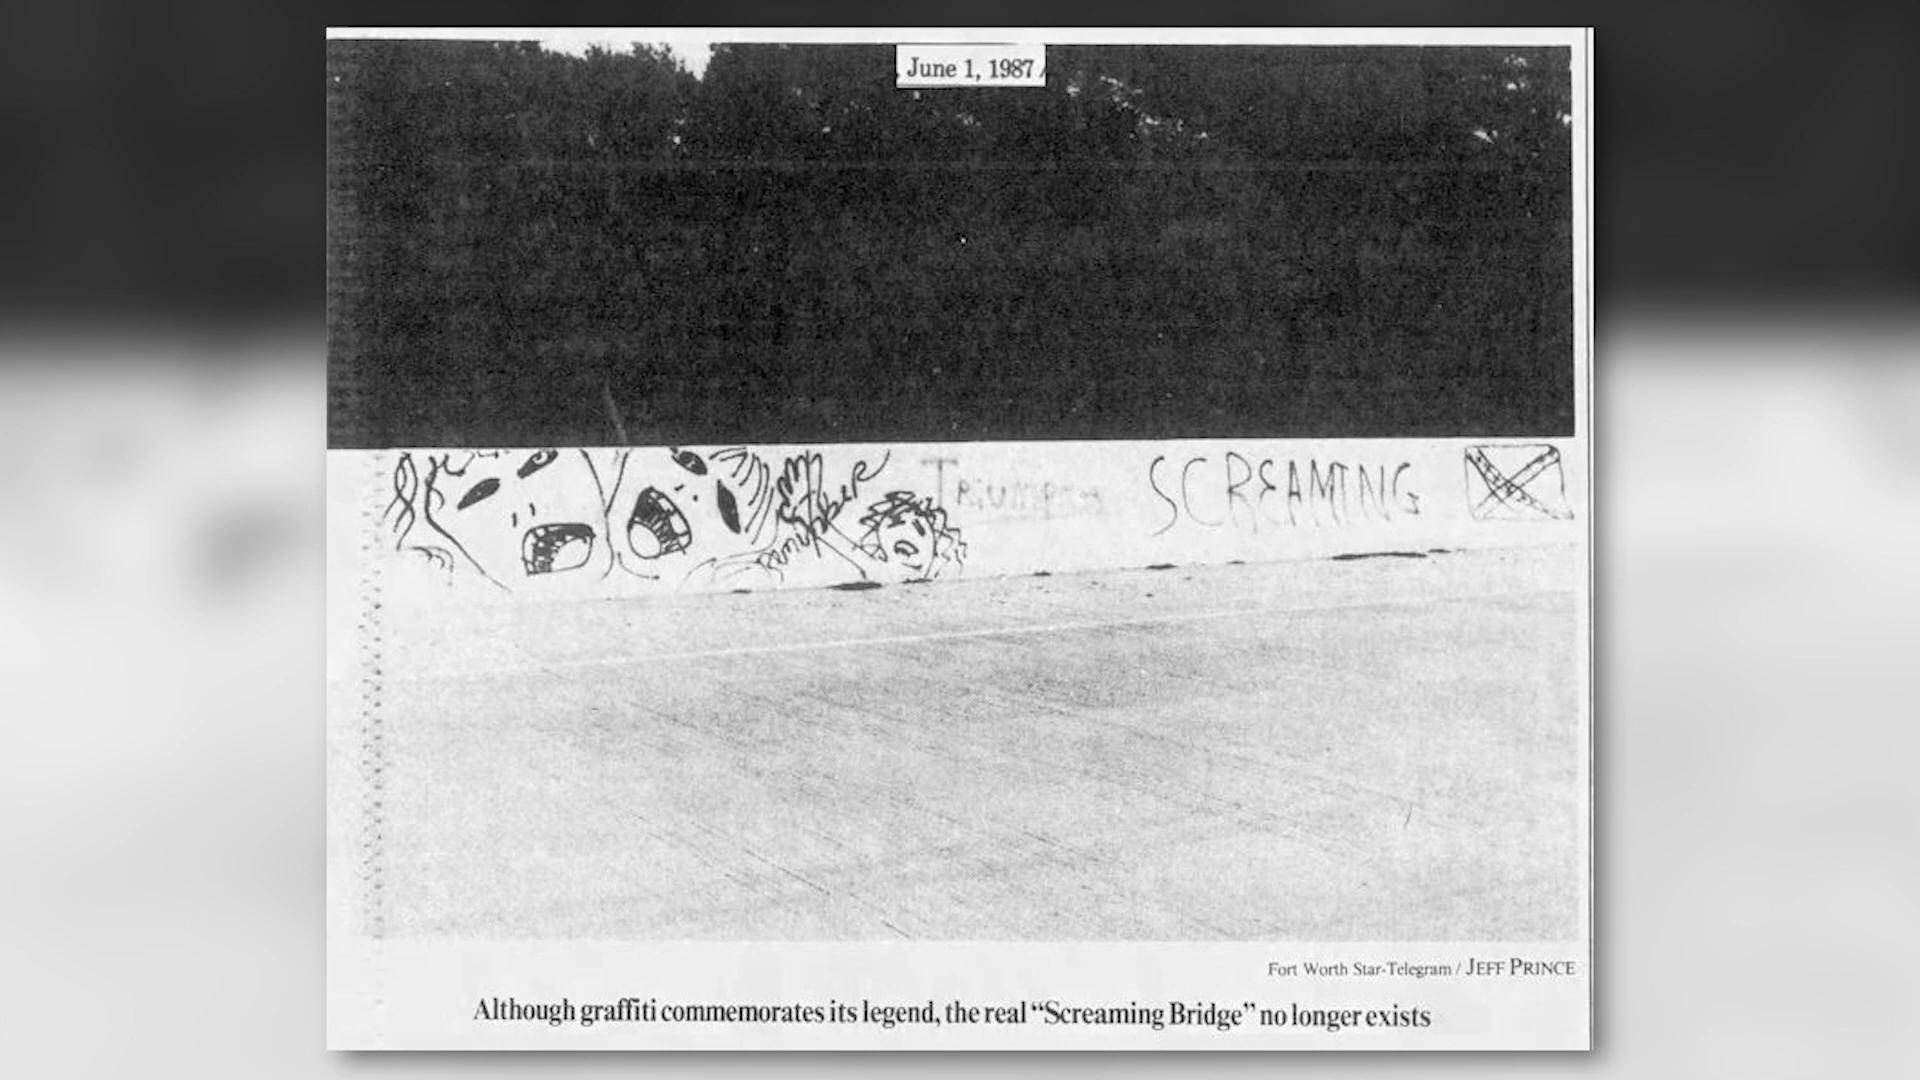 June 1, 1987
Triumph
SCREAMING
Fort Worth Star-Telegram / JEFF PRINCE
Although graffiti commemorates its legend, the real “Screaming Bridge” no longer exists